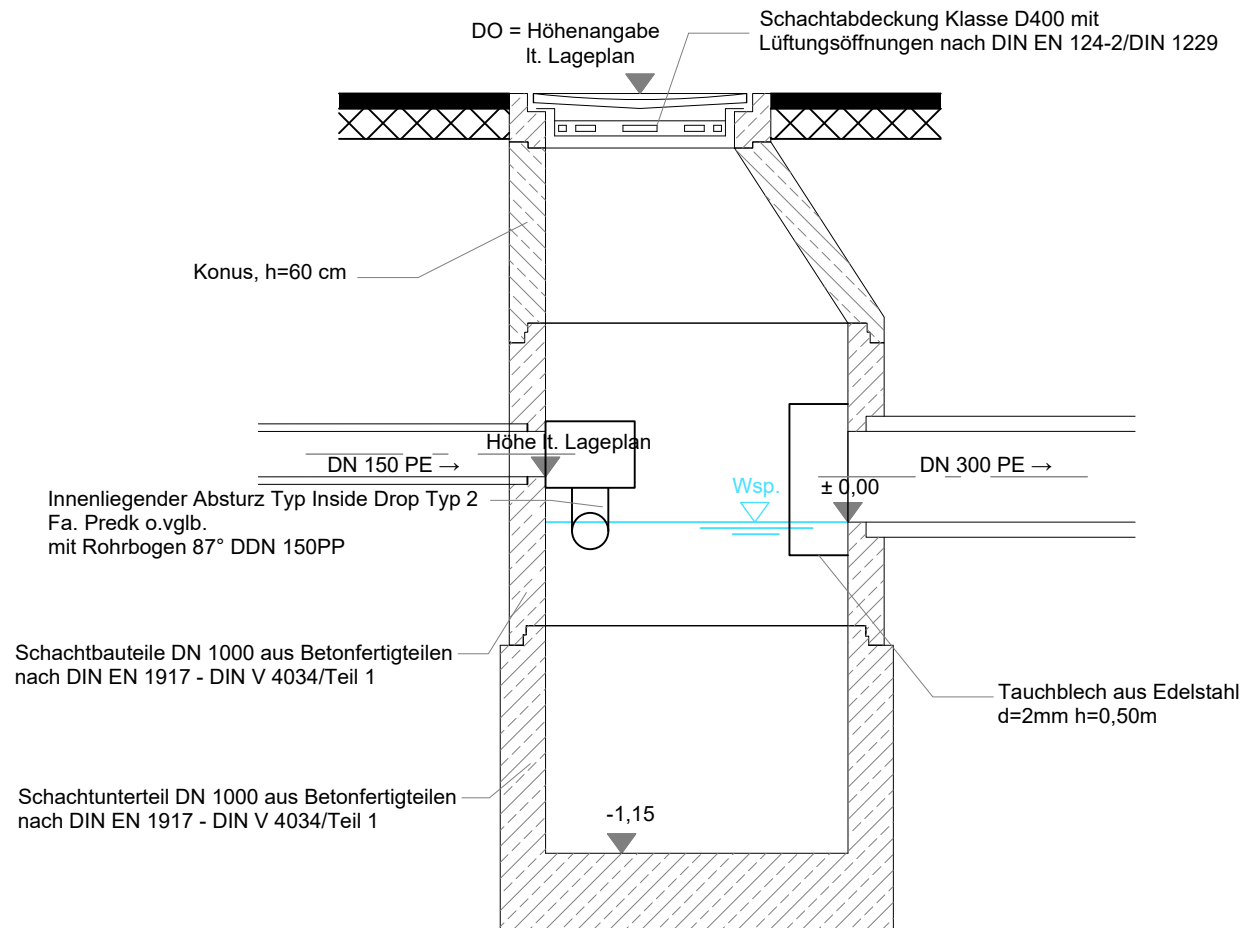 DO = Höhenangabe
lt. Lageplan
Schachtabdeckung Klasse D400 mit
Lüftungsöffnungen nach DIN EN 124-2/DIN 1229
Konus, h=60 cm
Höhe lt. Lageplan
DN 150 PE →
DN 300 PE →
Wsp.
± 0,00
Innenliegender Absturz Typ Inside Drop Typ 2
Fa. Predk o.vglb.
mit Rohrbogen 87° DDN 150PP
Schachtbauteile DN 1000 aus Betonfertigteilen
nach DIN EN 1917 - DIN V 4034/Teil 1
Tauchblech aus Edelstahl
d=2mm h=0,50m
Schachtunterteil DN 1000 aus Betonfertigteilen
nach DIN EN 1917 - DIN V 4034/Teil 1
-1,15